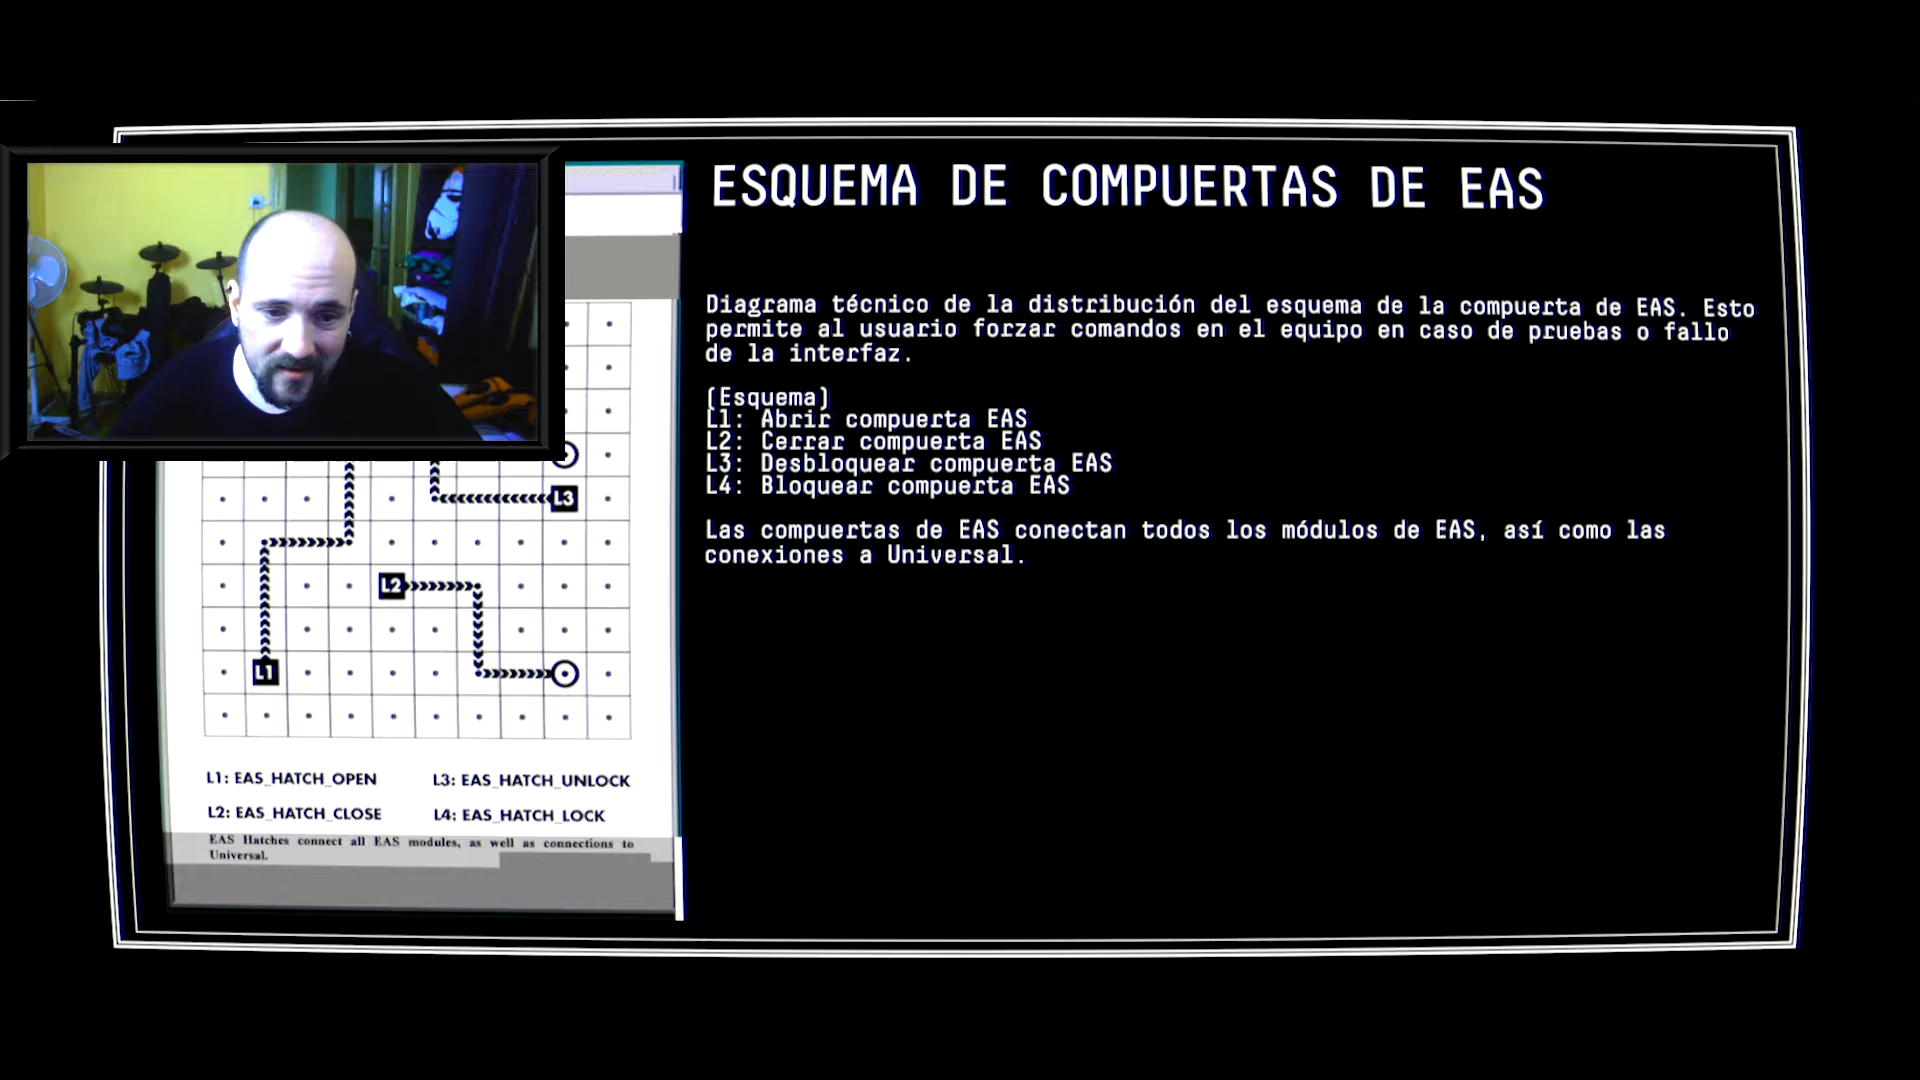 ESQUEMA DE COMPUERTAS DE EAS
Diagrama técnico de la distribución del esquema de la compuerta de EAS. Esto
permite al usuario forzar comandos en el equipo en caso de pruebas o fallo
de la interfaz.
(Esquema)
L1: Abrir compuerta EAS
L2: Cerrar compuerta EAS
L3: Desbloquear compuerta EAS
L4: Bloquear compuerta EAS
Las compuertas de EAS conectan todos los módulos de EAS, así como las
conexiones a Universal.
L3
L2
L1
L1: EAS_HATCH_OPEN
L3: EAS_HATCH_UNLOCK
L2: EAS_HATCH_CLOSE
L4: EAS_HATCH_LOCK
EAS Hatches connect all EAS modules, as well as connections to
Universal.